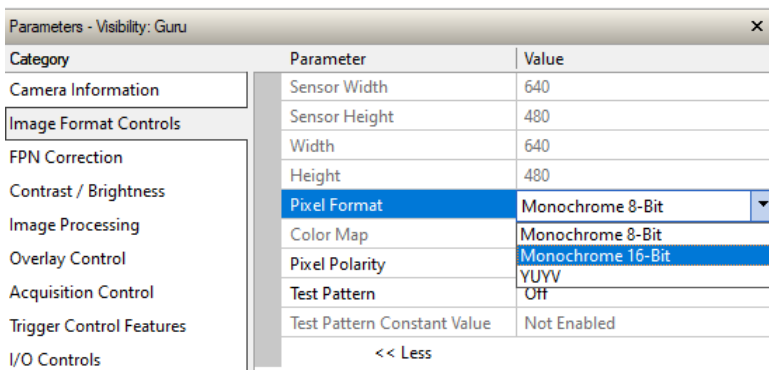 Parameters - Visibility: Guru
Category
Parameter Value
Camera Information
Sensor Width 640
Image Format Controls
Sensor Height 480
FPN Correction
Width 640
Contrast / Brightness
Height 480
Image Processing
Pixel Format Monochrome 8-Bit
Overlay Control
Color Map Monochrome 8-Bit
Acquisition Control
Pixel Polarity Monochrome 16-Bit
YUYV
Trigger Control Features
Test Pattern Off
I/O Controls
Test Pattern Constant Value Not Enabled
<< Less